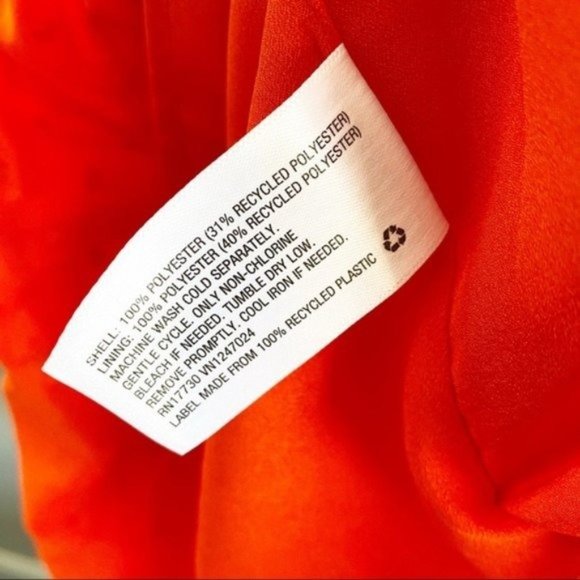 SHELL: 100% POLYESTER (31% RECYCLED POLYESTER)
LINING: 100% POLYESTER (40% RECYCLED POLYESTER)
MACHINE WASH COLD SEPARATELY.
GENTLE CYCLE. ONLY NON-CHLORINE
BLEACH IF NEEDED. TUMBLE DRY LOW.
REMOVE PROMPTLY. COOL IRON IF NEEDED.
RN17730 VN1247024
LABEL MADE FROM 100% RECYCLED PLASTIC